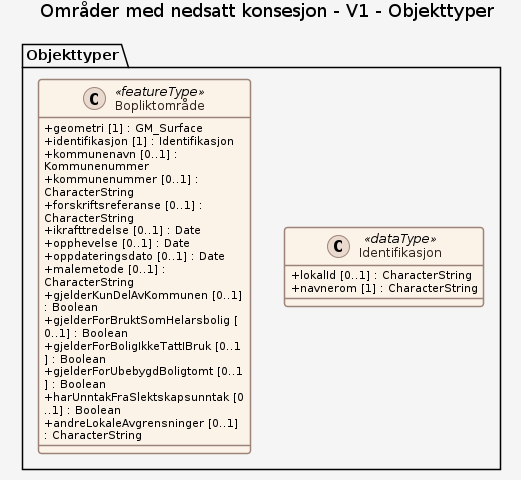 Områder med nedsatt konsesjon - V1 - Objekttyper
Objekttyper
C
«featureType»
Bopliktområde
+geometri [1] : GM_Surface
+identifikasjon [1] : Identifikasjon
+kommunenavn [0..1] :
Kommunenummer
+kommunenummer [0..1] :
CharacterString
+forskriftsreferanse [0..1] :
CharacterString
+ikrafttredelse [0..1] : Date
+opphevelse [0..1] : Date
+oppdateringsdato [0..1] : Date
+malemetode [0..1] :
CharacterString
+gjelderKunDelAvKommunen [0..1]
: Boolean
+gjelderForBruktSomHelarsbolig [
0..1] : Boolean
+gjelderForBoligIkkeTattIBruk [0..1
] : Boolean
+gjelderForUbebygdBoligtomt [0..1
] : Boolean
+harUnntakFraSlektskapsunntak [0
..1] : Boolean
+andreLokaleAvgrensninger [0..1]
: CharacterString
C
«dataType»
Identifikasjon
+lokalId [0..1] : CharacterString
+navnerom [1] : CharacterString